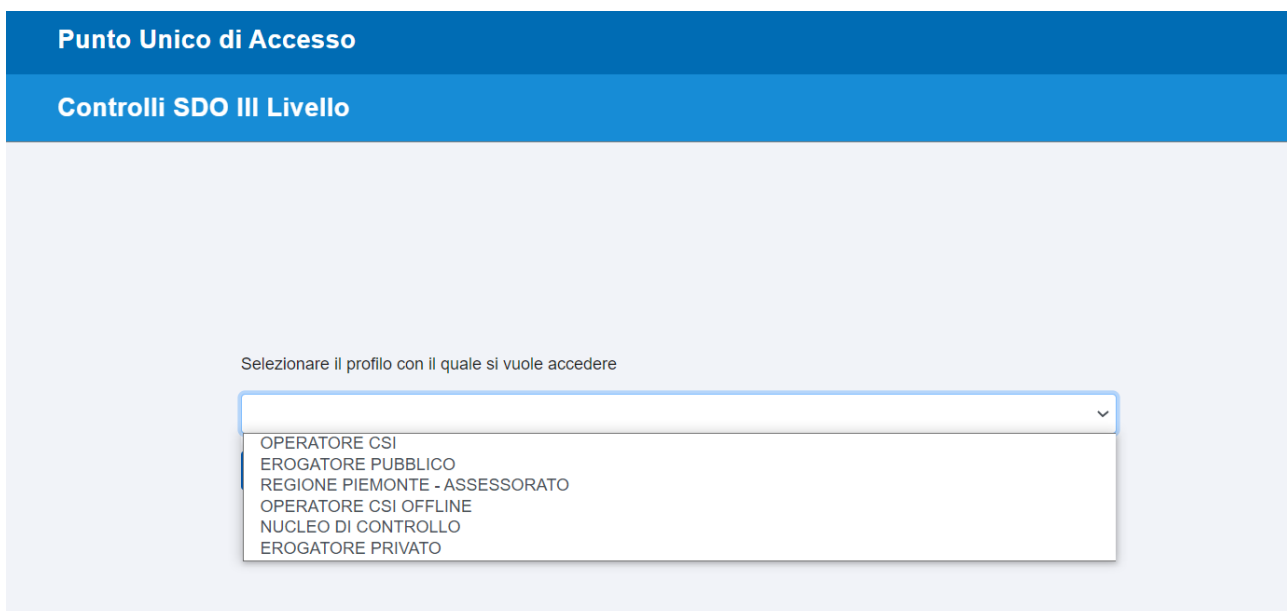 Punto Unico di Accesso
Controlli SDO III Livello
Selezionare il profilo con il quale si vuole accedere
OPERATORE CSI
EROGATORE PUBBLICO
REGIONE PIEMONTE - ASSESSORATO
OPERATORE CSI OFFLINE
NUCLEO DI CONTROLLO
EROGATORE PRIVATO